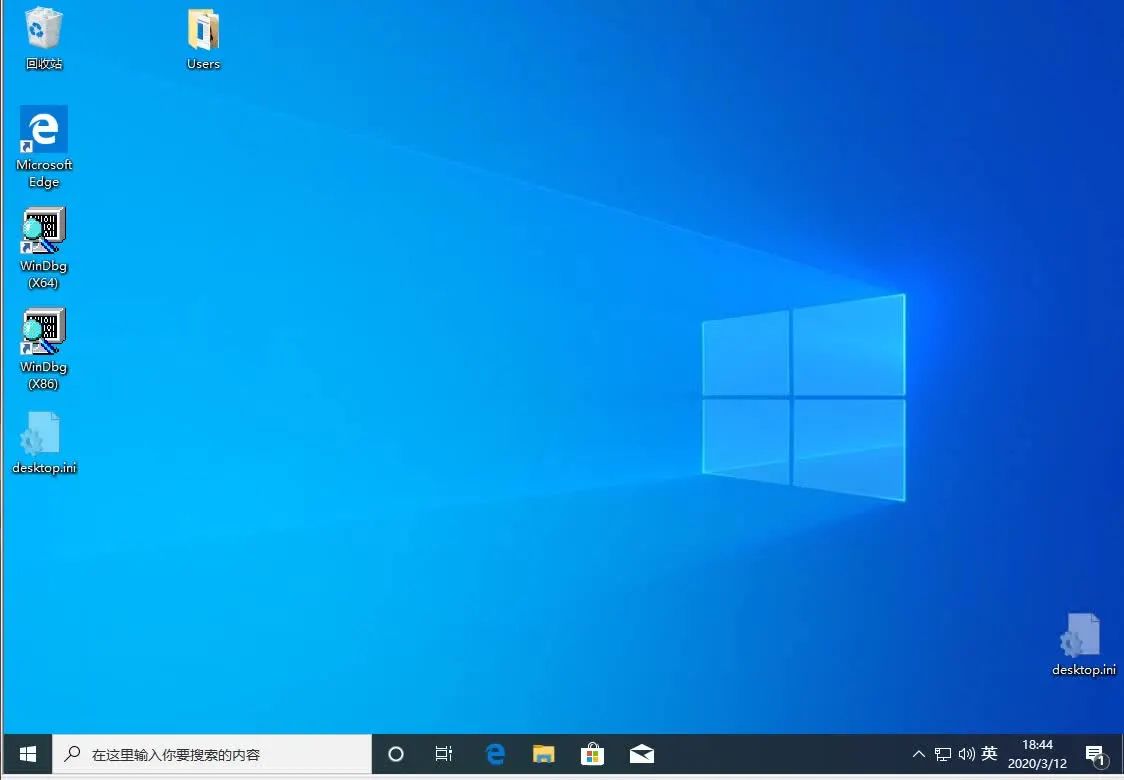 回收站
Users
Microsoft
Edge
WinDbg
(X64)
WinDbg
(X86)
desktop.ini
desktop.ini
在这里输入你要搜索的内容
英
18:44
2020/3/12
1